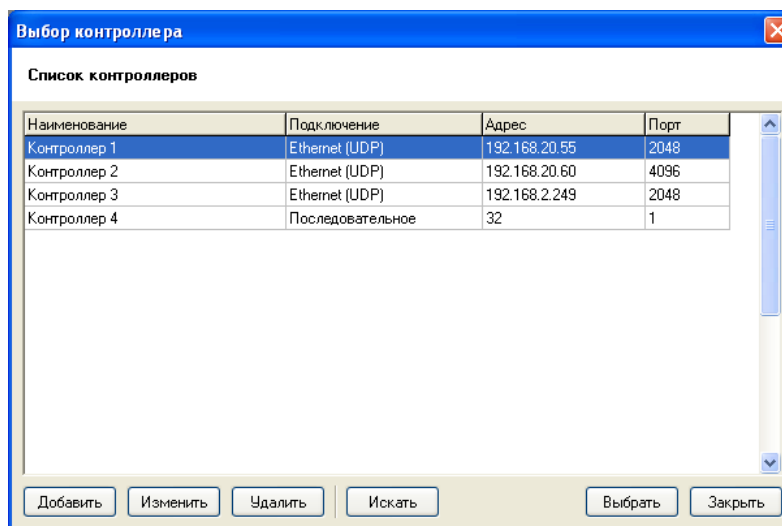 Выбор контроллера
Список контроллеров
Наименование Подключение Адрес Порт
Контроллер 1 Ethernet (UDP) 192.168.20.55 2048
Контроллер 2 Ethernet (UDP) 192.168.20.60 4096
Контроллер 3 Ethernet (UDP) 192.168.2.249 2048
Контроллер 4 Последовательное 32 1
Добавить Изменить Удалить Искать Выбрать Закрыть